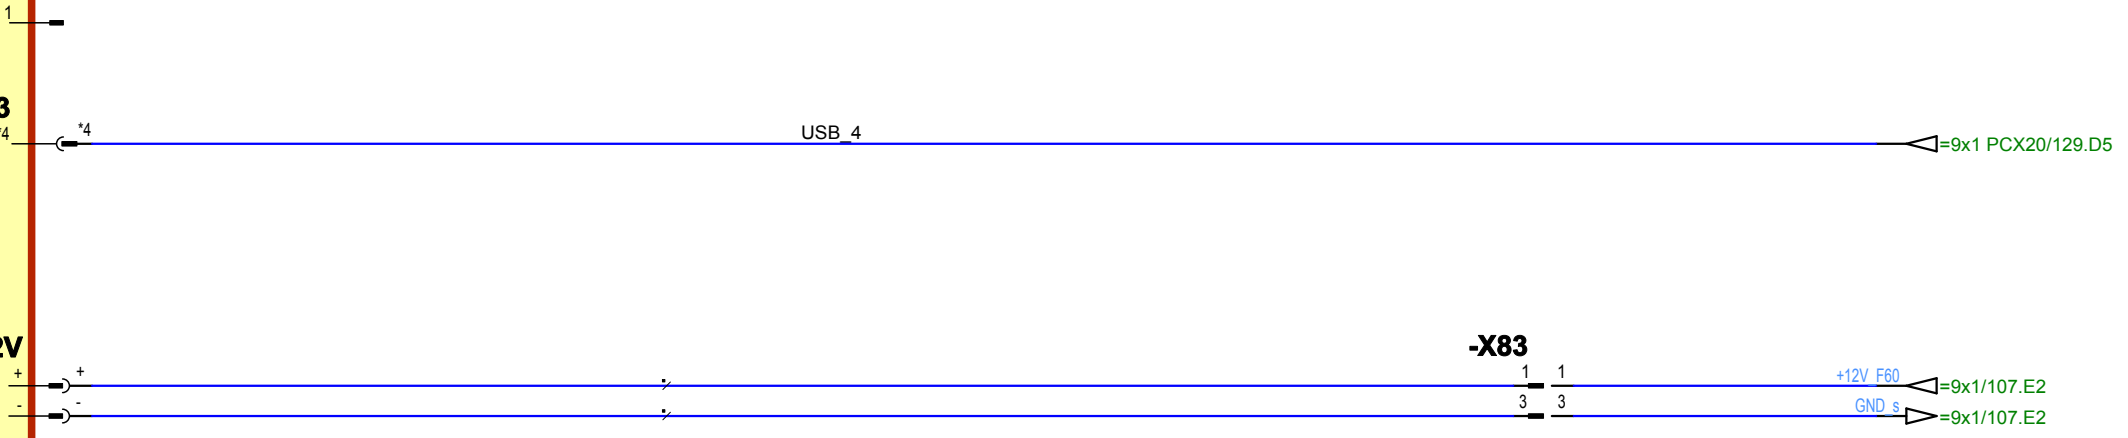 1
3
*4 *4 USB_4 =9x1 PCX20/129.D5
2V -X83
+ + 1 1 +12V_F60 =9x1/107.E2
- - 3 3 GND_s =9x1/107.E2